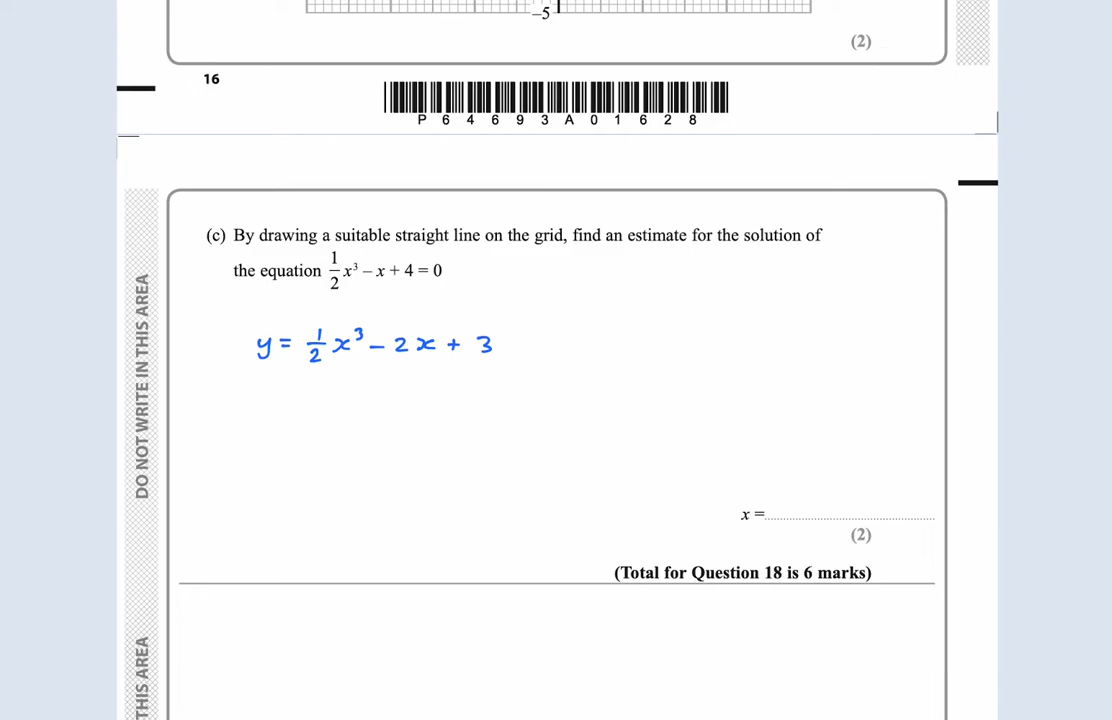 –5
(2)
16
P 6 4 6 9 3 A 0 1 6 2 8
(c) By drawing a suitable straight line on the grid, find an estimate for the solution of
the equation 1/2 x³ – x + 4 = 0
y = 1/2 x³ – 2x + 3
DO NOT WRITE IN THIS AREA
x = ..........................................
(2)
(Total for Question 18 is 6 marks)
THIS AREA